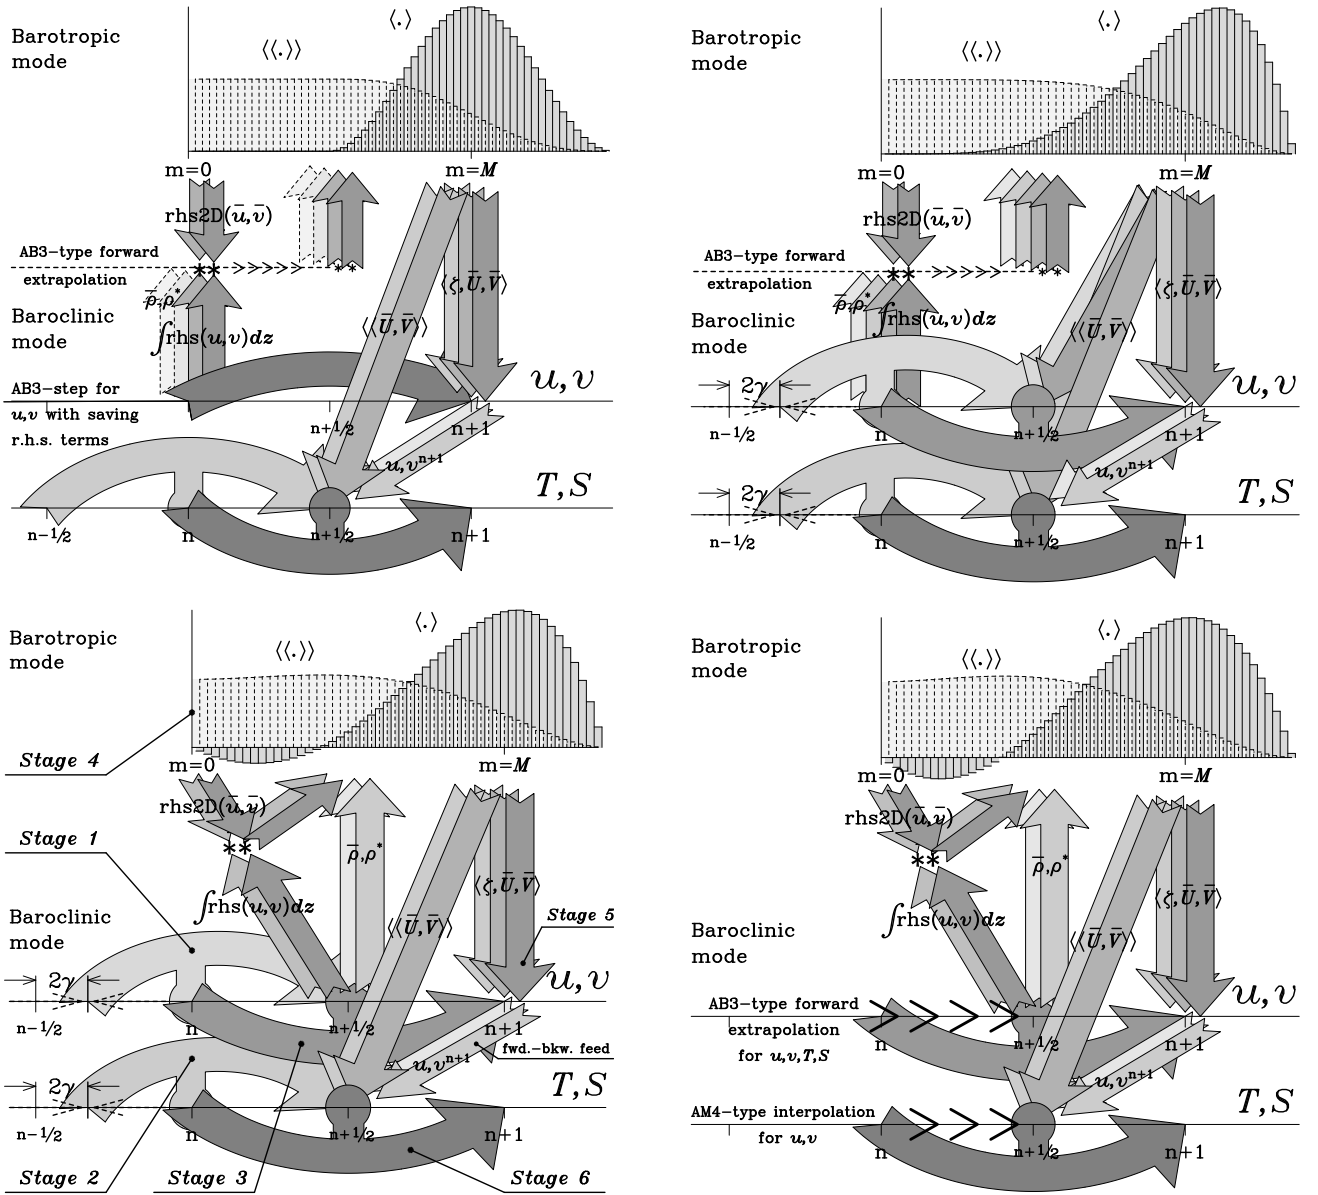 Barotropic
mode
⟨⟨.⟩⟩
⟨.⟩
m=0
m=M
rhs2D(u̅,v̅)
AB3-type forward
extrapolation
**
**
ρ̅,ρ*
Baroclinic
mode
∫rhs(u,v)dz
⟨⟨U̅,V̅⟩⟩
⟨ζ,U̅,V̅⟩
u,v
AB3-step for
u,v with saving
r.h.s. terms
n+1/2
n+1
u,vⁿ⁺¹
T,S
n-1/2
n
n+1/2
n+1
Barotropic
mode
⟨⟨.⟩⟩
⟨.⟩
m=0
m=M
rhs2D(u̅,v̅)
AB3-type forward
extrapolation
**
**
ρ̅,ρ*
Baroclinic
mode
∫rhs(u,v)dz
⟨⟨U̅,V̅⟩⟩
⟨ζ,U̅,V̅⟩
u,v
2γ
n-1/2
n
n+1/2
n+1
u,vⁿ⁺¹
T,S
2γ
n-1/2
n
n+1/2
n+1
Barotropic
mode
⟨⟨.⟩⟩
⟨.⟩
Stage 4
m=0
m=M
rhs2D(u̅,v̅)
Stage 1
**
ρ̅,ρ*
∫rhs(u,v)dz
⟨⟨U̅,V̅⟩⟩
⟨ζ,U̅,V̅⟩
Stage 5
Baroclinic
mode
u,v
2γ
n-1/2
n
n+1/2
n+1
fwd.-bkw. feed
u,vⁿ⁺¹
T,S
2γ
n-1/2
n
n+1/2
n+1
Stage 2
Stage 3
Stage 6
Barotropic
mode
⟨⟨.⟩⟩
⟨.⟩
m=0
m=M
rhs2D(u̅,v̅)
**
ρ̅,ρ*
∫rhs(u,v)dz
⟨⟨U̅,V̅⟩⟩
⟨ζ,U̅,V̅⟩
Baroclinic
mode
u,v
AB3-type forward
extrapolation
for u,v,T,S
n
n+1/2
n+1
u,vⁿ⁺¹
T,S
AM4-type interpolation
for u,v
n
n+1/2
n+1